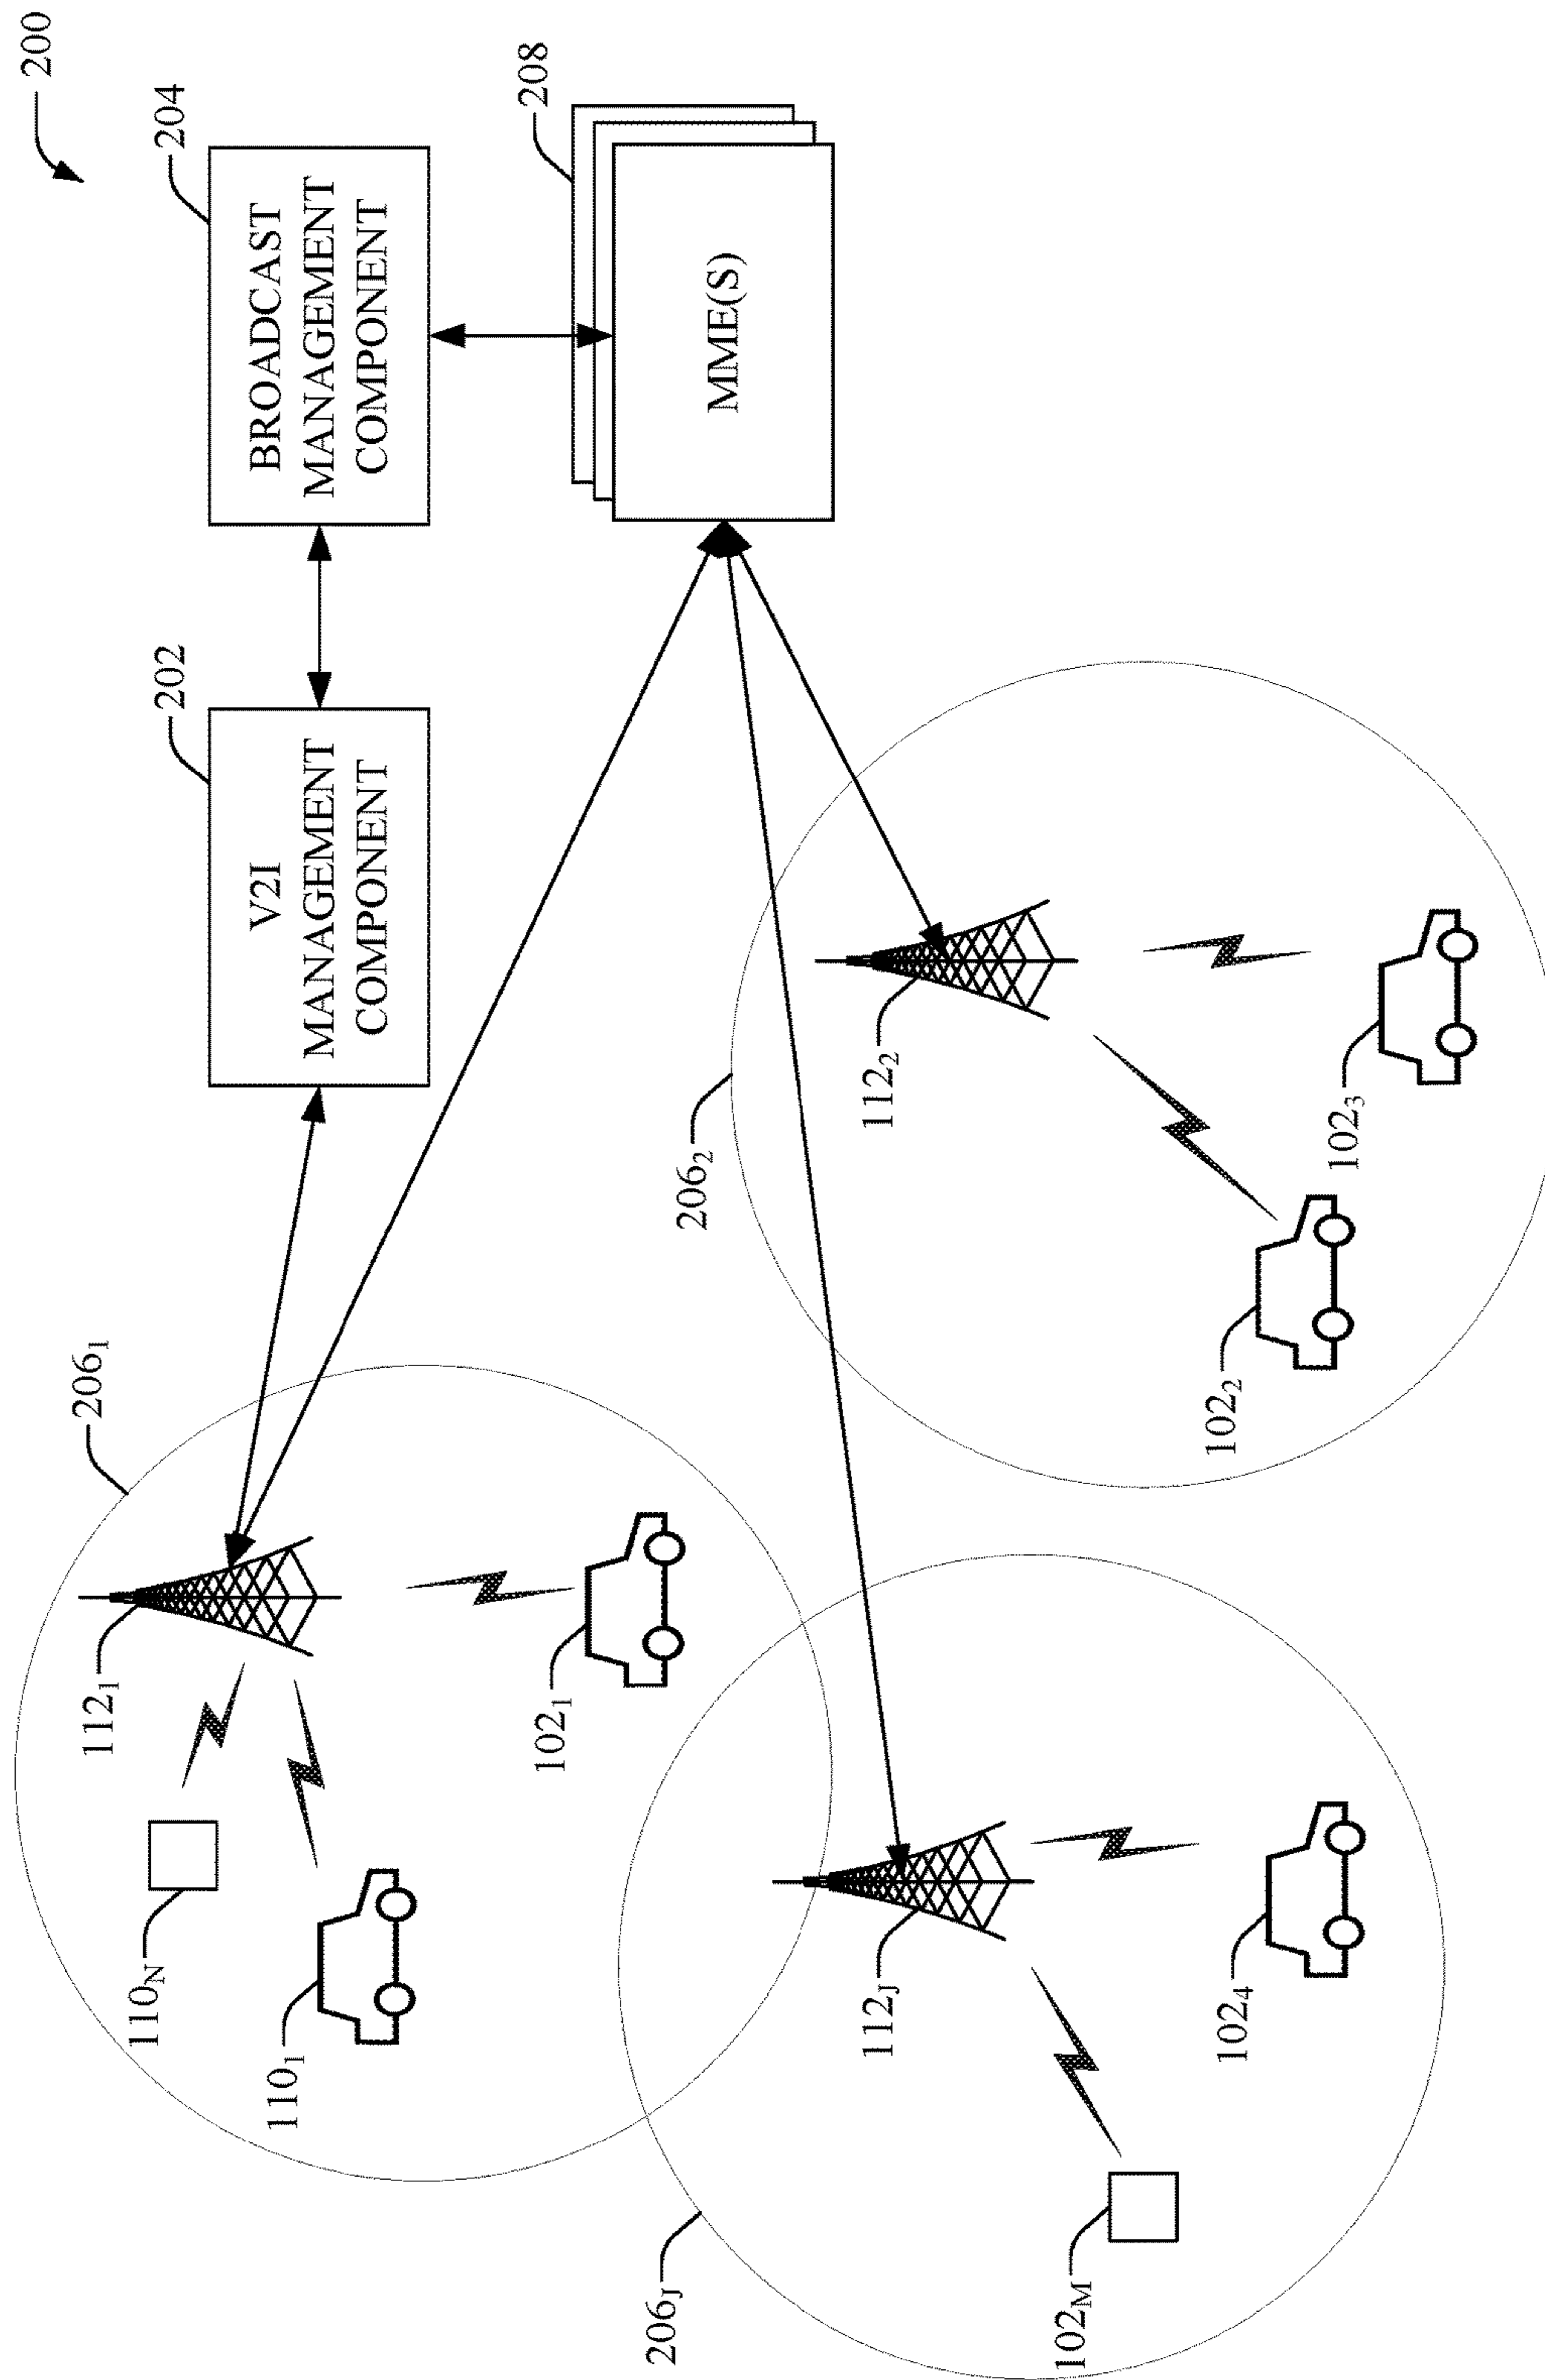 200
206₁
202
204
V2I
MANAGEMENT
COMPONENT
BROADCAST
MANAGEMENT
COMPONENT
110ₙ
112₁
110₁
208
102₁
MME(S)
206ⱼ
206₂
112ⱼ
112₂
102ₘ
102₄
102₂
102₃